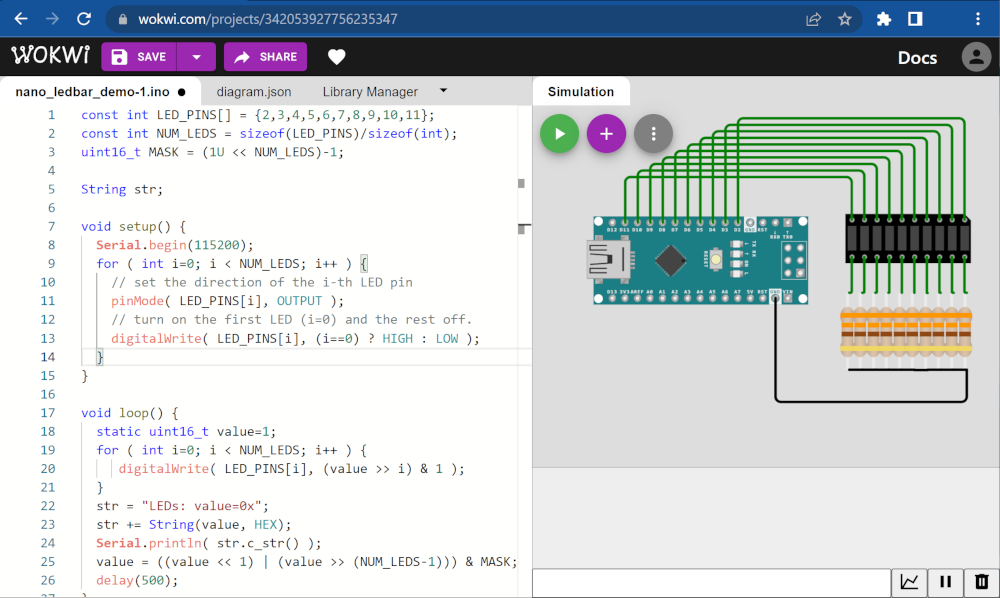 wokwi.com/projects/342053927756235347
WOKWI SAVE SHARE Docs
nano_ledbar_demo-1.ino ● diagram.json Library Manager Simulation
1 const int LED_PINS[] = {2,3,4,5,6,7,8,9,10,11};
2 const int NUM_LEDS = sizeof(LED_PINS)/sizeof(int);
3 uint16_t MASK = (1U << NUM_LEDS)-1;
4
5 String str;
6
7 void setup() {
8 Serial.begin(115200);
9 for ( int i=0; i < NUM_LEDS; i++ ) {
10 // set the direction of the i-th LED pin
11 pinMode( LED_PINS[i], OUTPUT );
12 // turn on the first LED (i=0) and the rest off.
13 digitalWrite( LED_PINS[i], (i==0) ? HIGH : LOW );
14 }
15 }
16
17 void loop() {
18 static uint16_t value=1;
19 for ( int i=0; i < NUM_LEDS; i++ ) {
20 digitalWrite( LED_PINS[i], (value >> i) & 1 );
21 }
22 str = "LEDs: value=0x";
23 str += String(value, HEX);
24 Serial.println( str.c_str() );
25 value = ((value << 1) | (value >> (NUM_LEDS-1))) & MASK;
26 delay(500);
27 }
D12 D11 D10 D9 D8 D7 D6 D5 D4 D3 D2 GND RST RX0 TX0
RESET TX RX ON L
D13 3V3 AREF A0 A1 A2 A3 A4 A5 A6 A7 5V RST GND VIN